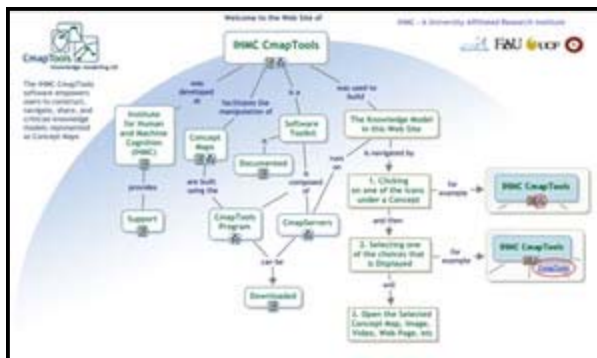 Welcome to the Web Site of
IHMC - A University Affiliated Research Institute
IHMC CmapTools
CmapTools
knowledge modeling kit
FAU
UCF
The IHMC CmapTools
software empowers
users to construct,
navigate, share, and
criticize knowledge
models represented
as Concept Maps
was
developed at
facilitates the
manipulation of
is a
was used to
build
Institute
for Human
and Machine
Cognition
(IHMC)
Concept
Maps
Software
Toolkit
The Knowledge Model
in this Web Site
is
Documented
runs
on
is navigated by
provides
are built
using the
is
composed
of
1. Clicking
on one of the Icons
under a Concept
for
example
IHMC CmapTools
Support
CmapTools
Program
CmapServers
and then
can be
2. Selecting one
of the choices that
is Displayed
for
example
IHMC CmapTools
CmapTools
Downloaded
will
3. Open the Selected
Concept Map, Image,
Video, Web Page, etc